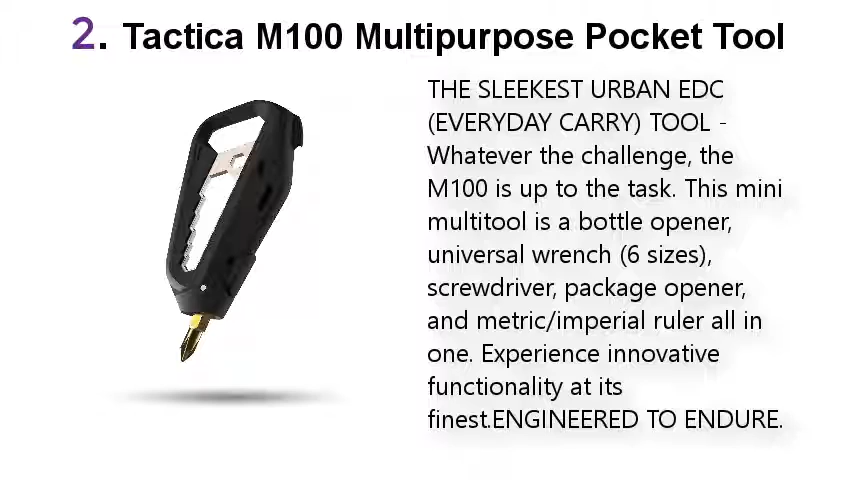 2. Tactica M100 Multipurpose Pocket Tool
THE SLEEKEST URBAN EDC
(EVERYDAY CARRY) TOOL -
Whatever the challenge, the
M100 is up to the task. This mini
multitool is a bottle opener,
universal wrench (6 sizes),
screwdriver, package opener,
and metric/imperial ruler all in
one. Experience innovative
functionality at its
finest.ENGINEERED TO ENDURE.